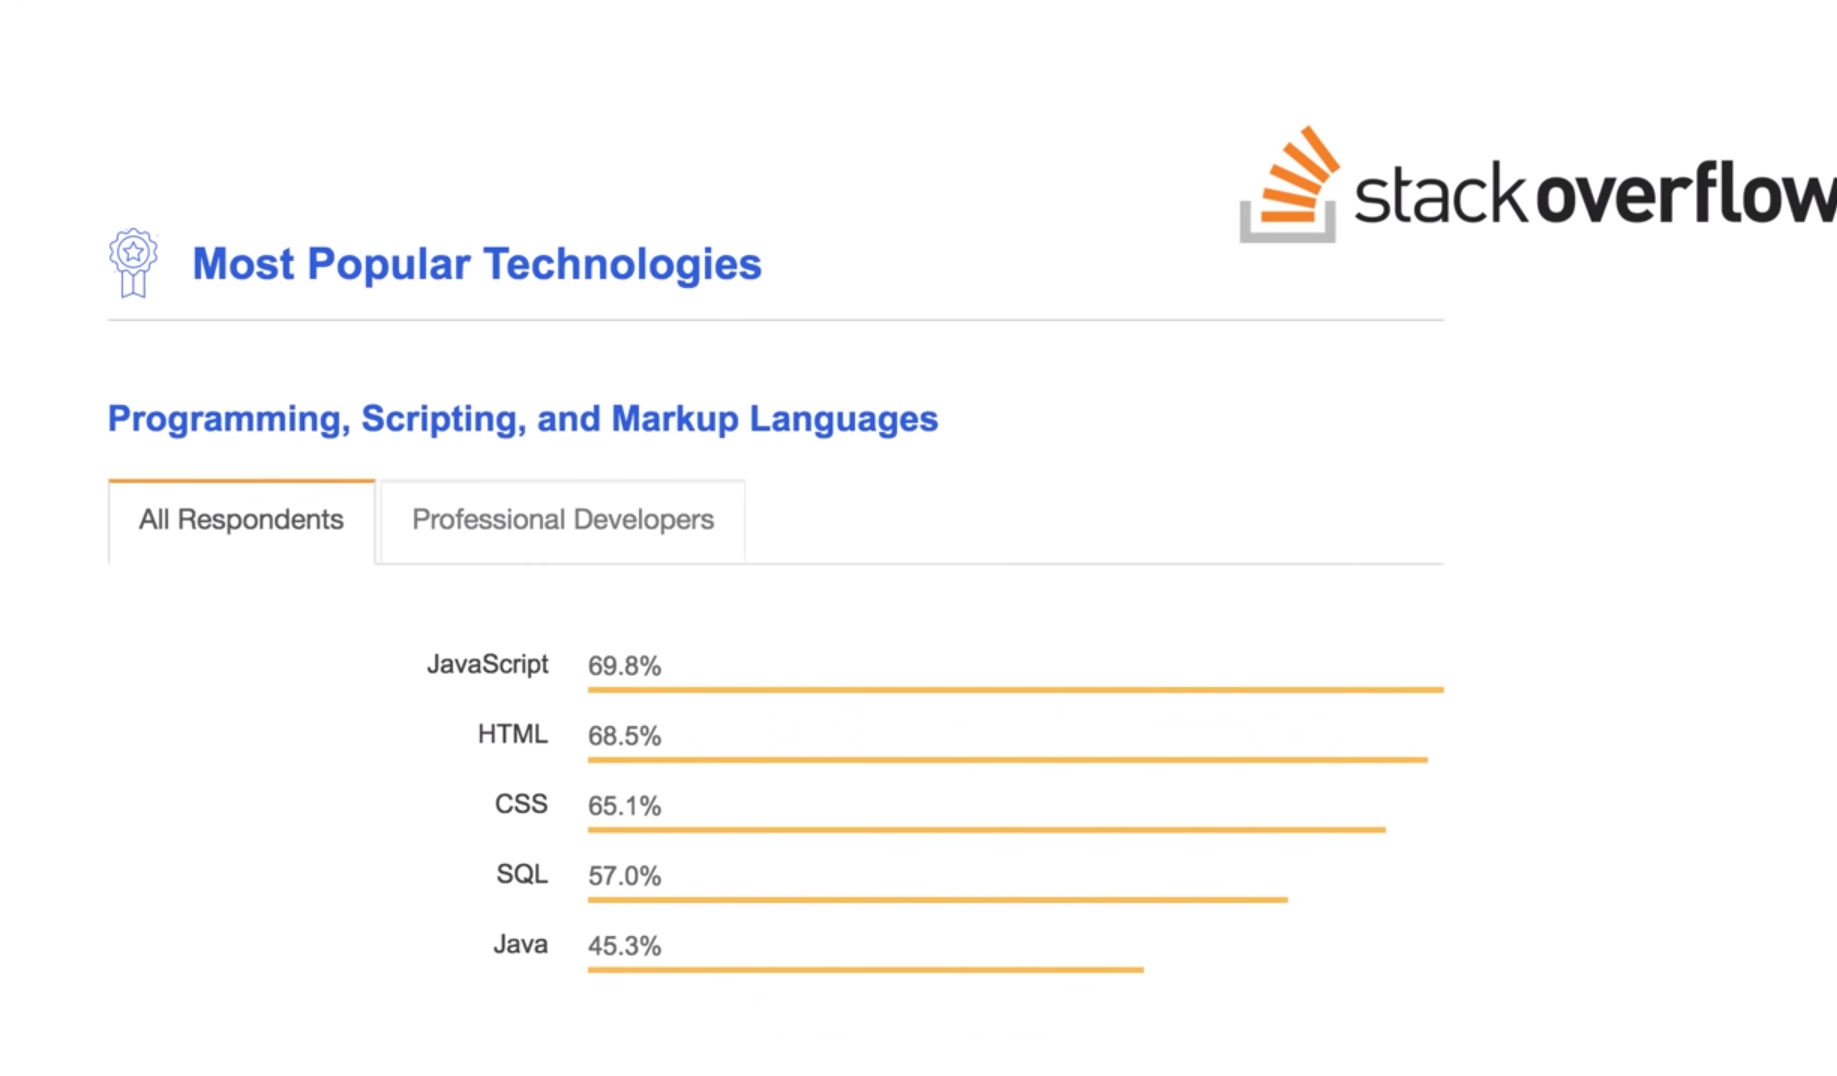 stackoverflow
Most Popular Technologies
Programming, Scripting, and Markup Languages
All Respondents
Professional Developers
JavaScript 69.8%
HTML 68.5%
CSS 65.1%
SQL 57.0%
Java 45.3%